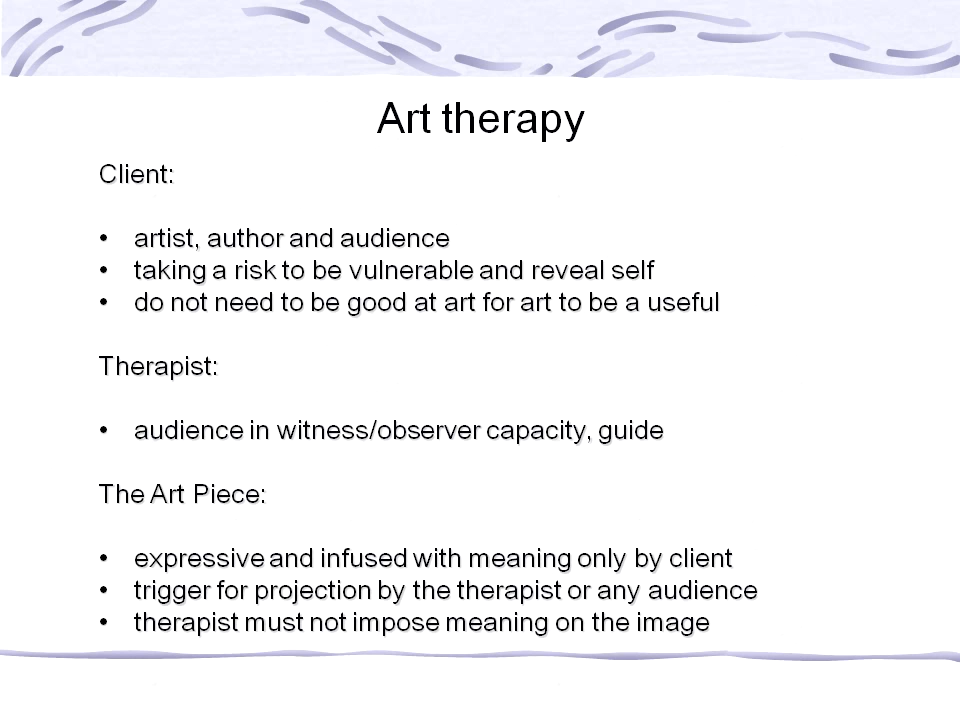 Art therapy
Client:
• artist, author and audience
• taking a risk to be vulnerable and reveal self
• do not need to be good at art for art to be a useful
Therapist:
• audience in witness/observer capacity, guide
The Art Piece:
• expressive and infused with meaning only by client
• trigger for projection by the therapist or any audience
• therapist must not impose meaning on the image